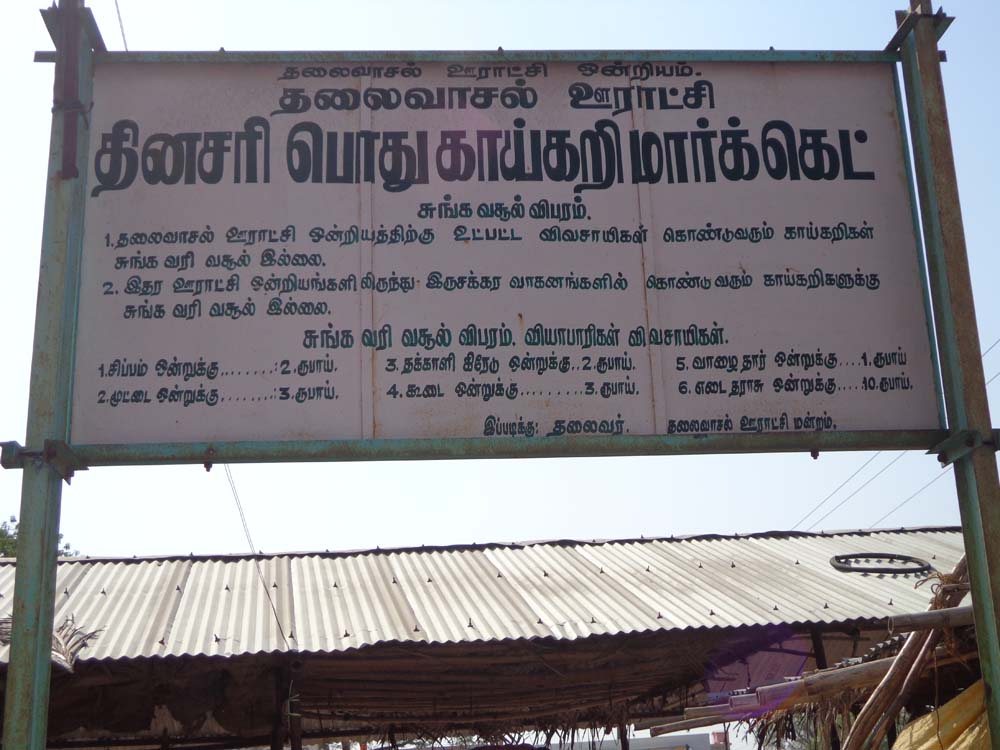 தலைவாசல் ஊராட்சி ஒன்றியம்.
தலைவாசல் ஊராட்சி
தினசரி பொது காய்கறி மார்க்கெட்
சுங்க வசூல் விபரம்.
1. தலைவாசல் ஊராட்சி ஒன்றியத்திற்கு உட்பட்ட விவசாயிகள் கொண்டுவரும் காய்கறிகள்
சுங்க வரி வசூல் இல்லை.
2. இதர ஊராட்சி ஒன்றியங்களிலிருந்து இருசக்கர வாகனங்களில் கொண்டு வரும் காய்கறிகளுக்கு
சுங்க வரி வசூல் இல்லை.
சுங்க வரி வசூல் விபரம். வியாபாரிகள் விவசாயிகள்.
1. சிப்பம் ஒன்றுக்கு........: 2. ரூபாய். 3. தக்காளி கிரேடு ஒன்றுக்கு.. 2. ரூபாய். 5. வாழை தார் ஒன்றுக்கு....1. ரூபாய்
2. மூட்டை ஒன்றுக்கு........: 3. ரூபாய். 4. கூடை ஒன்றுக்கு.........3. ரூபாய். 6. எடை தராசு ஒன்றுக்கு....10. ரூபாய்.
இப்படிக்கு: தலைவர். தலைவாசல் ஊராட்சி மன்றம்.